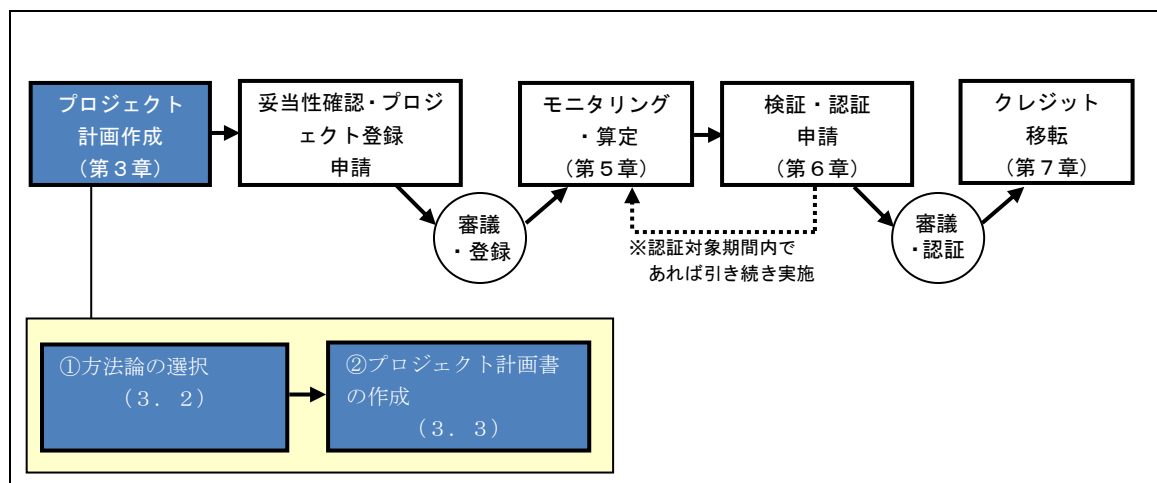 プロジェクト
計画作成
（第３章）
妥当性確認・プロジ
ェクト登録
申請
モニタリング
・算定
（第５章）
検証・認証
申請
（第６章）
クレジット
移転
（第７章）
審議
・登録
※認証対象期間内で
あれば引き続き実施
審議
・認証
①方法論の選択
（３．２）
②プロジェクト計画書
の作成
（３．３）